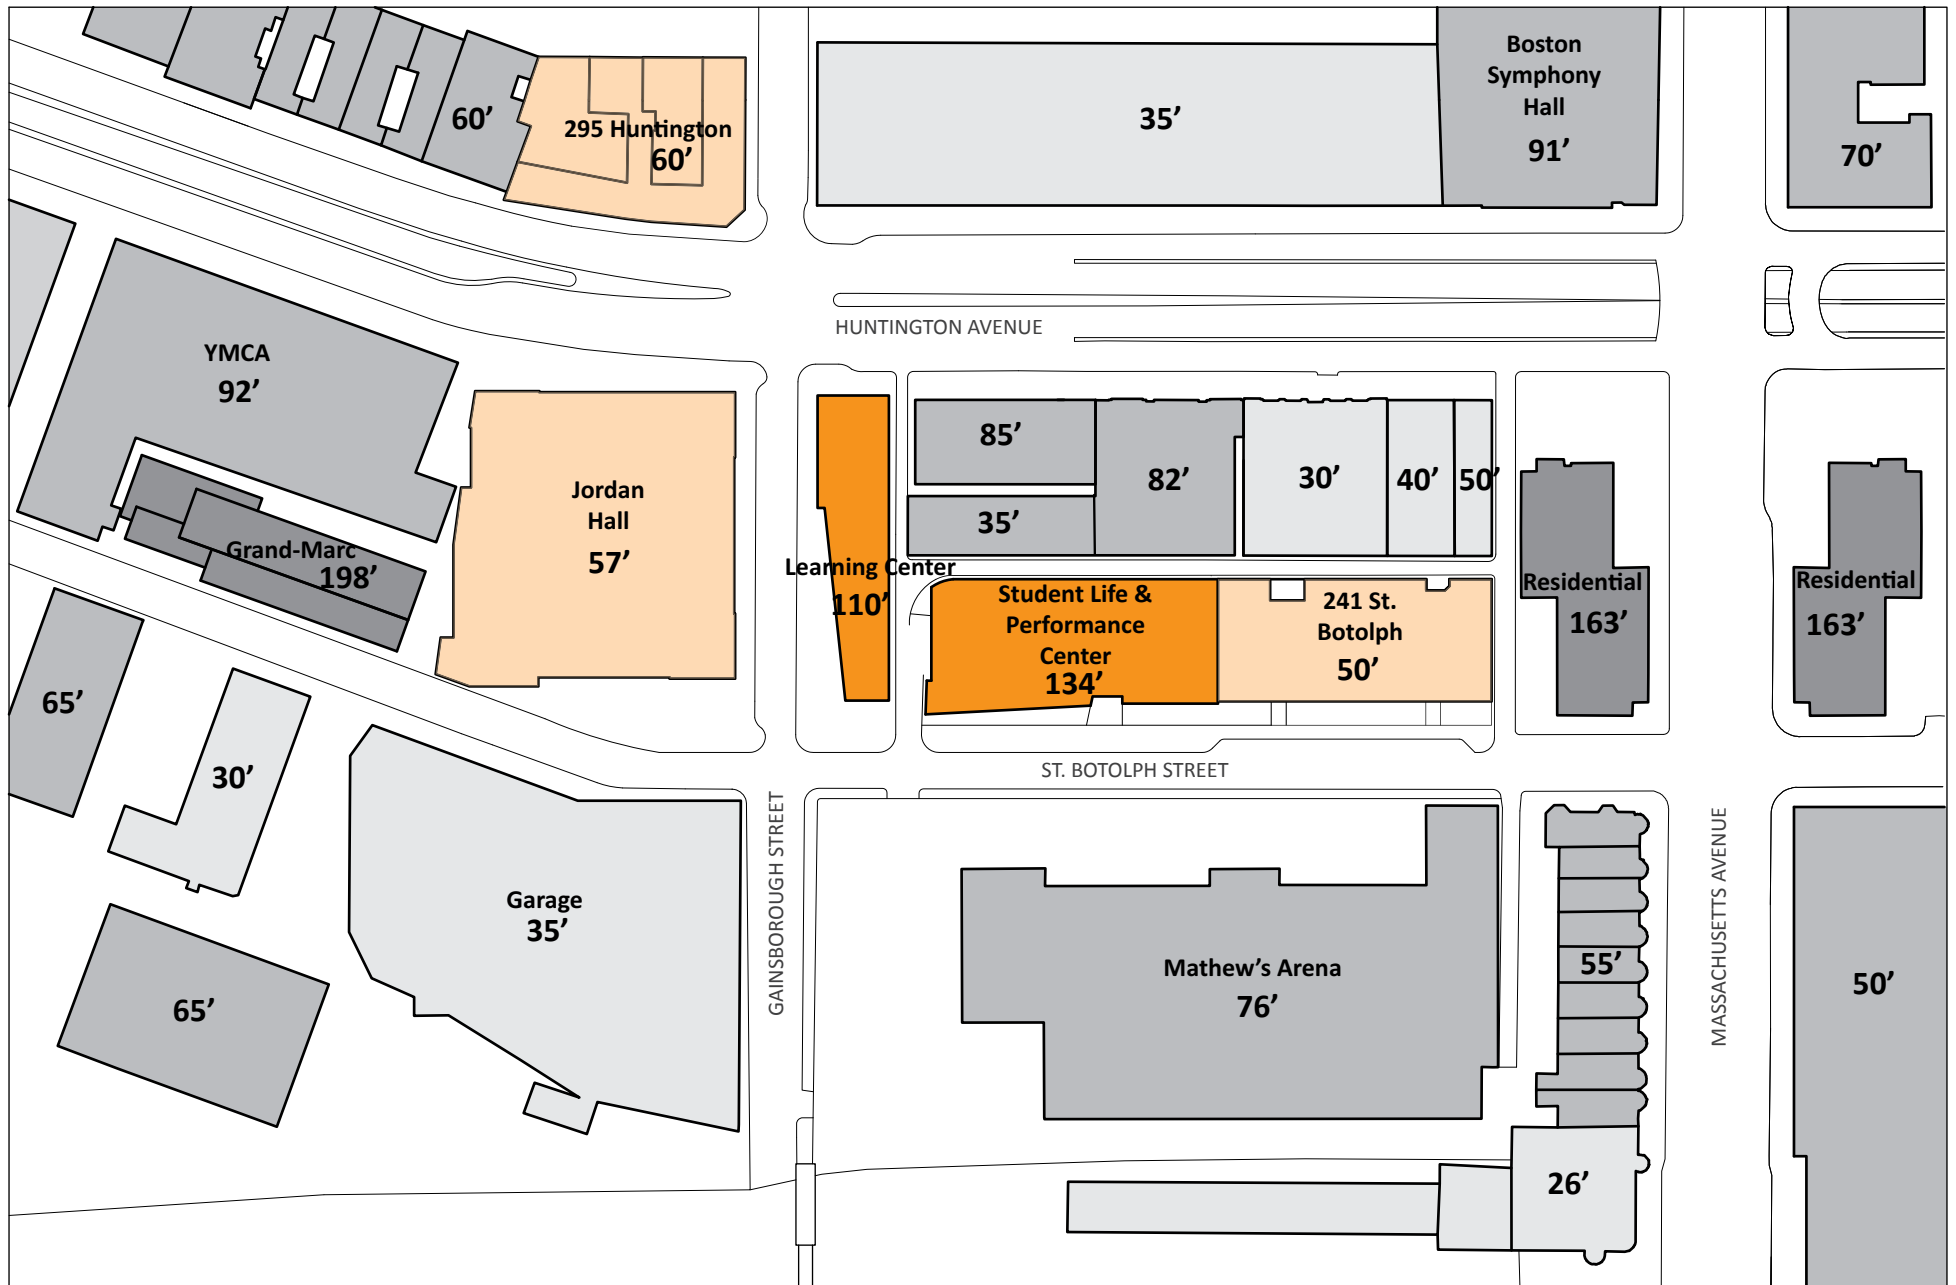 Boston
Symphony
Hall
91’
60’
295 Huntington
60’
35’
70’
HUNTINGTON AVENUE
YMCA
92’
85’
82’
30’
40’
50’
35’
Jordan
Hall
57’
Grand-Marc
198’
Learning Center
110’
Student Life &
Performance
Center
134’
241 St.
Botolph
50’
Residential
163’
Residential
163’
65’
30’
ST. BOTOLPH STREET
GAINSBOROUGH STREET
MASSACHUSETTS AVENUE
Garage
35’
65’
Mathew’s Arena
76’
55’
50’
26’